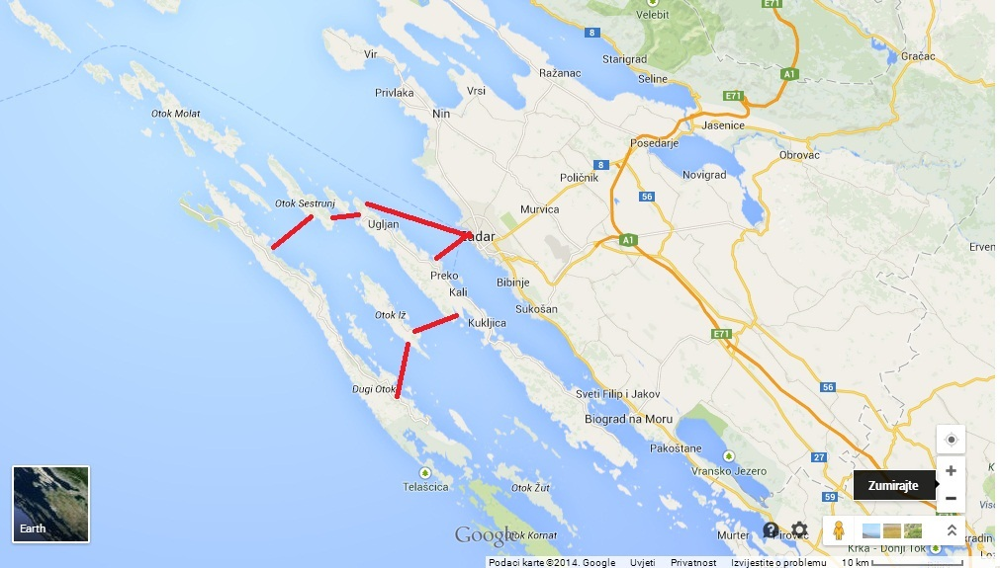 E71
Velebit
8
Vir
Starigrad
Gračac
Ražanac
A1
Seline
Privlaka
Vrsi
E71
Nin
Otok Molat
Jasenice
Posedarje
Obrovac
8
Poličnik
Novigrad
56
Otok Sestrunj
Murvica
Ugljan
Zadar
A1
Preko
Bibinje
Kali
Sukošan
Otok Iž
Kukljica
E71
Dugi Otok
56
Sveti Filip i Jakov
Biograd na Moru
Pakoštane
27
Vransko Jezero
Telašćica
Otok Žut
Zumirajte
59
Earth
Google
Kornat
Murter
Pirovac
Krka - Donji Tok
Podaci karte ©2014. Google Uvjeti Privatnost Izvijestite o problemu 10 km